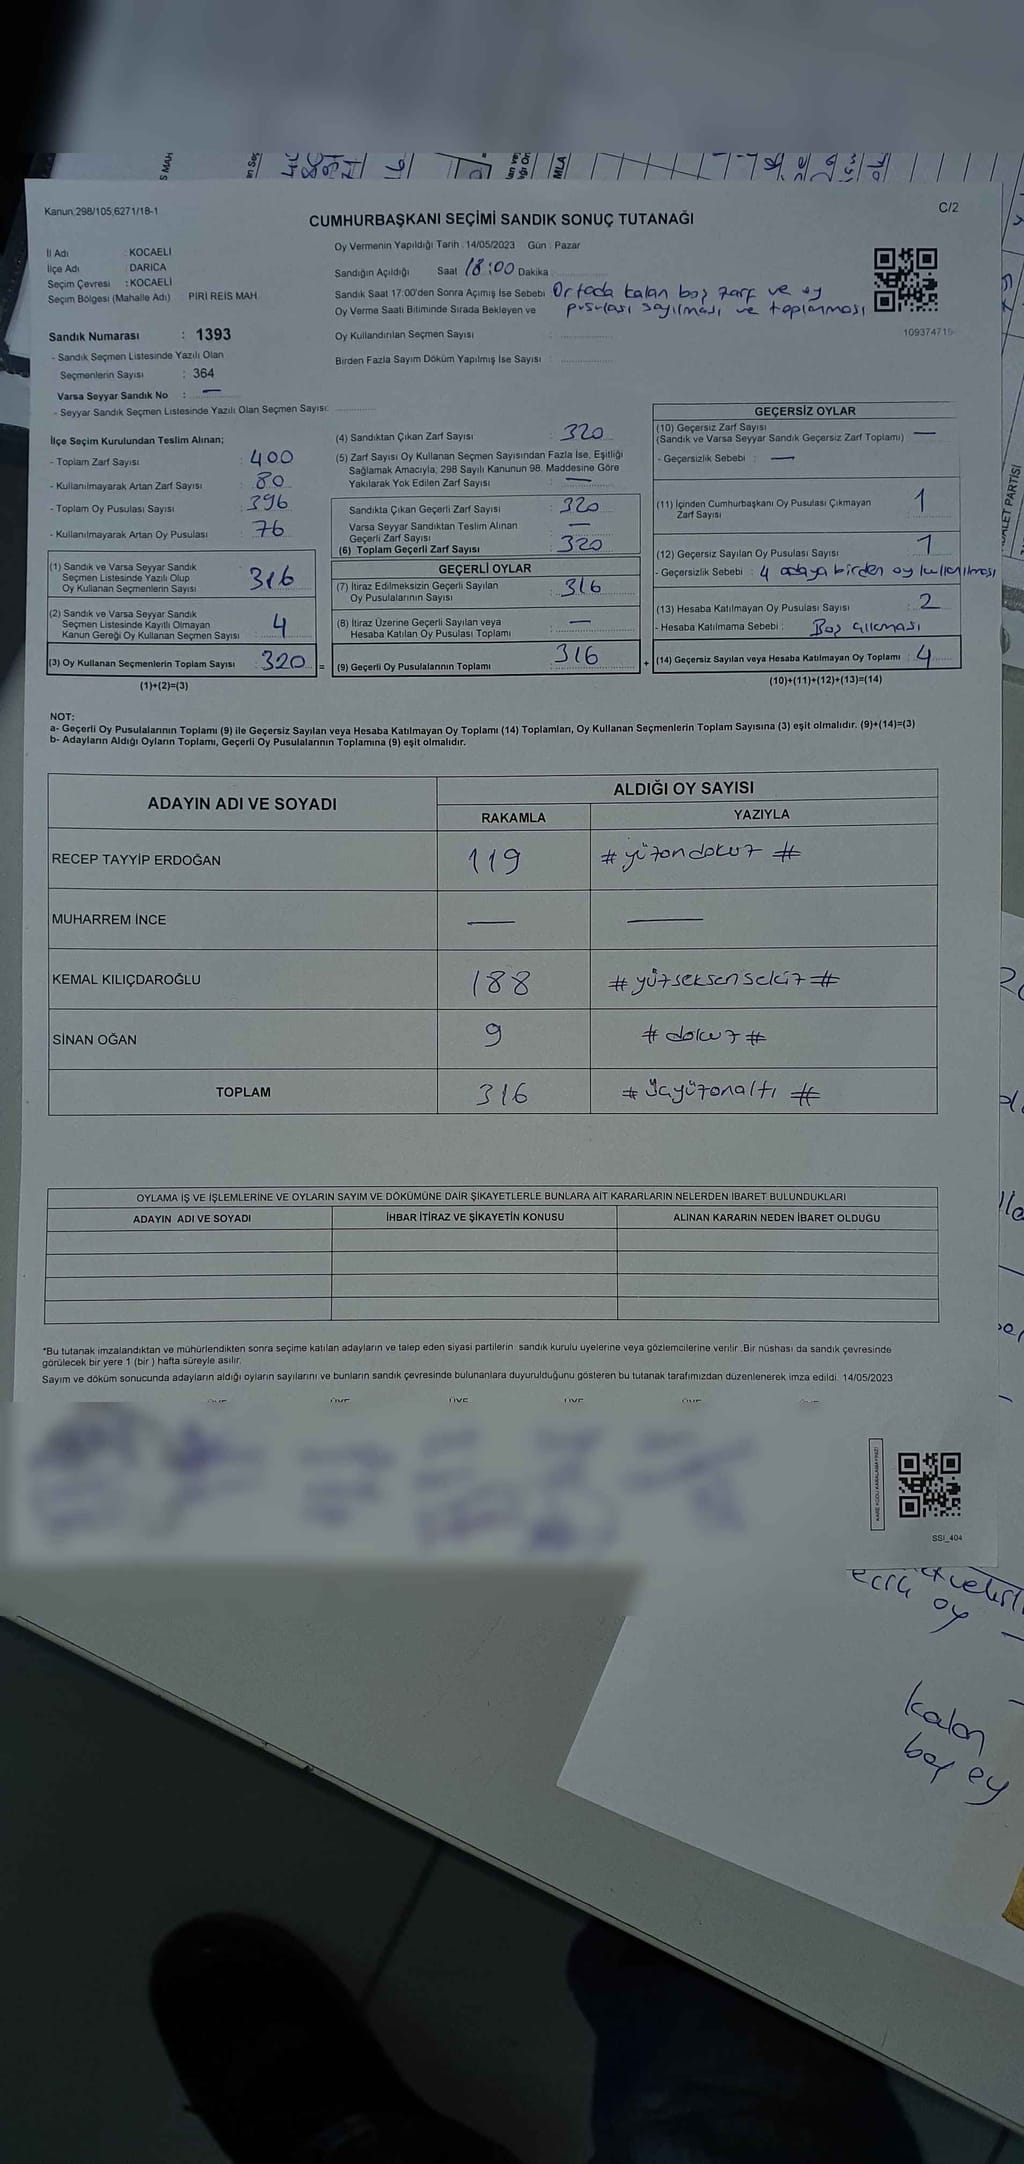 Kanun:298/105,6271/18-1
C/2
CUMHURBAŞKANI SEÇİMİ SANDIK SONUÇ TUTANAĞI
İl Adı : KOCAELİ
İlçe Adı : DARICA
Seçim Çevresi : KOCAELİ
Seçim Bölgesi (Mahalle Adı) PİRİ REİS MAH.
Sandık Numarası : 1393
- Sandık Seçmen Listesinde Yazılı Olan
Seçmenlerin Sayısı : 364
Varsa Seyyar Sandık No : —
- Seyyar Sandık Seçmen Listesinde Yazılı Olan Seçmen Sayısı:
Oy Vermenin Yapıldığı Tarih : 14/05/2023 Gün : Pazar
Sandığın Açıldığı Saat 18:00 Dakika
Sandık Saat 17:00'den Sonra Açımış İse Sebebi Ortada kalan boş zarf ve oy
Oy Verme Saati Bitiminde Sırada Bekleyen ve pusulası sayılması ve toplanması
Oy Kullandırılan Seçmen Sayısı :
Birden Fazla Sayım Döküm Yapılmış İse Sayısı :
İlçe Seçim Kurulundan Teslim Alınan;
- Toplam Zarf Sayısı : 400
- Kullanılmayarak Artan Zarf Sayısı : 80
- Toplam Oy Pusulası Sayısı : 396
- Kullanılmayarak Artan Oy Pusulası : 76
(1) Sandık ve Varsa Seyyar Sandık
Seçmen Listesinde Yazılı Olup
Oy Kullanan Seçmenlerin Sayısı : 316
(2) Sandık ve Varsa Seyyar Sandık
Seçmen Listesinde Kayıtlı Olmayan
Kanun Gereği Oy Kullanan Seçmen Sayısı : 4
(3) Oy Kullanan Seçmenlerin Toplam Sayısı : 320 =
(1)+(2)=(3)
(4) Sandıktan Çıkan Zarf Sayısı : 320
(5) Zarf Sayısı Oy Kullanan Seçmen Sayısından Fazla İse, Eşitliği
Sağlamak Amacıyla; 298 Sayılı Kanunun 98. Maddesine Göre
Yakılarak Yok Edilen Zarf Sayısı : —
Sandıkta Çıkan Geçerli Zarf Sayısı : 320
Varsa Seyyar Sandıktan Teslim Alınan
Geçerli Zarf Sayısı : —
(6) Toplam Geçerli Zarf Sayısı : 320
GEÇERLİ OYLAR
(7) İtiraz Edilmeksizin Geçerli Sayılan
Oy Pusulalarının Sayısı : 316
(8) İtiraz Üzerine Geçerli Sayılan veya
Hesaba Katılan Oy Pusulası Toplamı : —
(9) Geçerli Oy Pusulalarının Toplamı : 316 +
GEÇERSİZ OYLAR
(10) Geçersiz Zarf Sayısı
(Sandık ve Varsa Seyyar Sandık Geçersiz Zarf Toplamı) : —
- Geçersizlik Sebebi : —
(11) İçinden Cumhurbaşkanı Oy Pusulası Çıkmayan
Zarf Sayısı : 1
(12) Geçersiz Sayılan Oy Pusulası Sayısı : 1
- Geçersizlik Sebebi : 4 adaya birden oy kullanılması
(13) Hesaba Katılmayan Oy Pusulası Sayısı : 2
- Hesaba Katılmama Sebebi : Boş çıkması
(14) Geçersiz Sayılan veya Hesaba Katılmayan Oy Toplamı : 4
(10)+(11)+(12)+(13)=(14)
NOT:
a- Geçerli Oy Pusulalarının Toplamı (9) ile Geçersiz Sayılan veya Hesaba Katılmayan Oy Toplamı (14) Toplamları, Oy Kullanan Seçmenlerin Toplam Sayısına (3) eşit olmalıdır. (9)+(14)=(3)
b- Adayların Aldığı Oyların Toplamı, Geçerli Oy Pusulalarının Toplamına (9) eşit olmalıdır.
ADAYIN ADI VE SOYADI
ALDIĞI OY SAYISI
RAKAMLA YAZIYLA
RECEP TAYYİP ERDOĞAN 119 # yüzondokuz #
MUHARREM İNCE — —
KEMAL KILIÇDAROĞLU 188 # yüzseksensekiz #
SİNAN OĞAN 9 # dokuz #
TOPLAM 316 # üçyüzonaltı #
OYLAMA İŞ VE İŞLEMLERİNE VE OYLARIN SAYIM VE DÖKÜMÜNE DAİR ŞİKAYETLERLE BUNLARA AİT KARARLARIN NELERDEN İBARET BULUNDUKLARI
ADAYIN ADI VE SOYADI İHBAR İTİRAZ VE ŞİKAYETİN KONUSU ALINAN KARARIN NEDEN İBARET OLDUĞU
*Bu tutanak imzalandıktan ve mühürlendikten sonra seçime katılan adayların ve talep eden siyasi partilerin sandık kurulu üyelerine veya gözlemcilerine verilir. Bir nüshası da sandık çevresinde
görülecek bir yere 1 (bir ) hafta süreyle asılır.
Sayım ve döküm sonucunda adayların aldığı oyların sayılarını ve bunların sandık çevresinde bulunanlara duyurulduğunu gösteren bu tutanak tarafımızdan düzenlenerek imza edildi. 14/05/2023
SSI_404
oy
kalan
boş oy